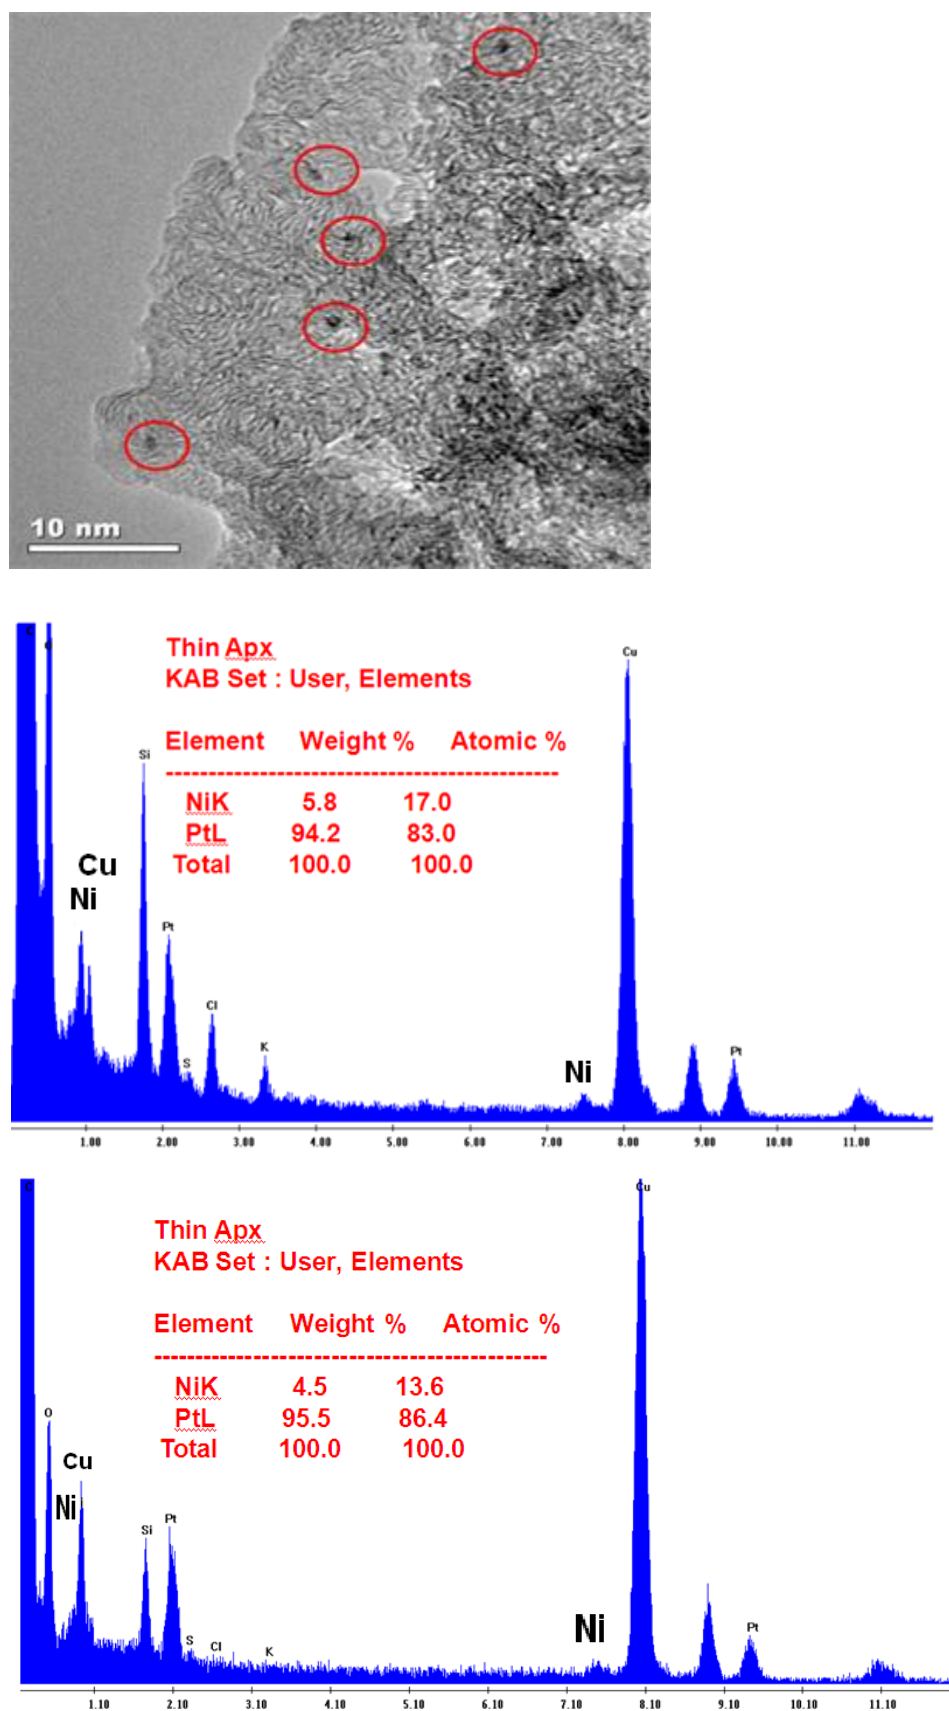 10 nm
C
Thin Apx
KAB Set : User, Elements
Element Weight % Atomic %
--------------------------------------------
NiK 5.8 17.0
PtL 94.2 83.0
Total 100.0 100.0
Cu
Si
Cu
Ni
Pt
Cl
S
K
Ni
Pt
1.00 2.00 3.00 4.00 5.00 6.00 7.00 8.00 9.00 10.00 11.00
C
Cu
Thin Apx
KAB Set : User, Elements
Element Weight % Atomic %
--------------------------------------------
NiK 4.5 13.6
PtL 95.5 86.4
Total 100.0 100.0
O
Cu
Ni
Si
Pt
S
Cl
K
Ni
Pt
1.10 2.10 3.10 4.10 5.10 6.10 7.10 8.10 9.10 10.10 11.10